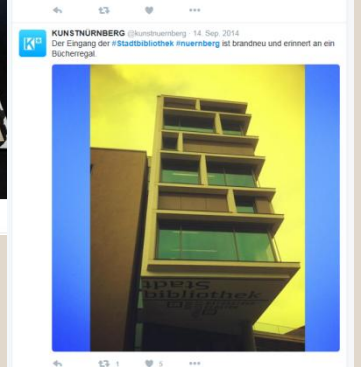 KUNSTNÜRNBERG @kunstnuernberg · 14. Sep. 2014
Der Eingang der #Stadtbibliothek #nuernberg ist brandneu und erinnert an ein
Bücherregal.
K
Stadt
bibliothek
1 5